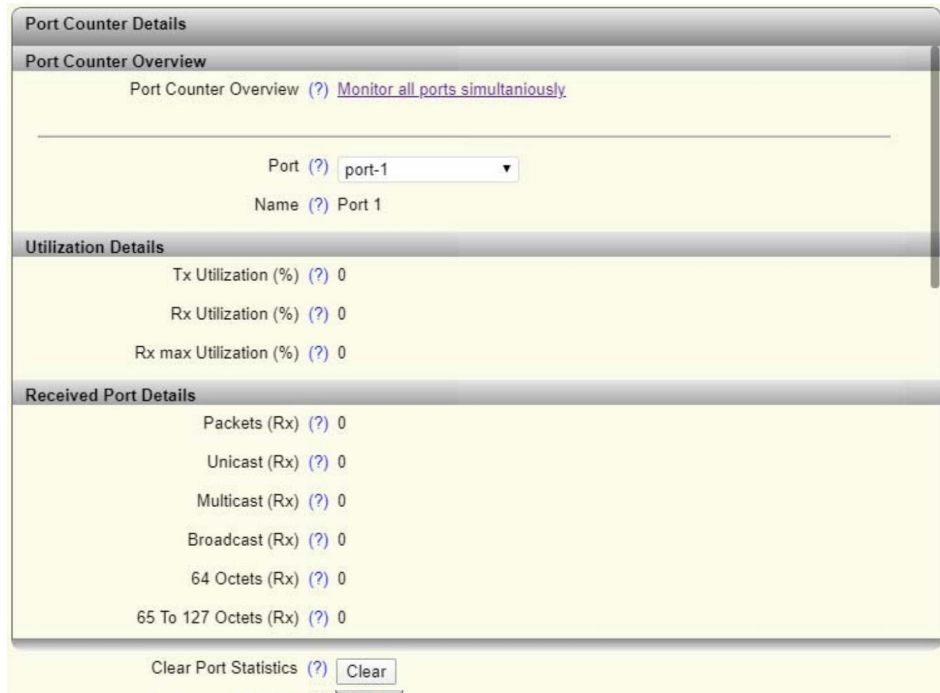 Port Counter Details
Port Counter Overview
Port Counter Overview (?) Monitor all ports simultaniously
Port (?) port-1
Name (?) Port 1
Utilization Details
Tx Utilization (%) (?) 0
Rx Utilization (%) (?) 0
Rx max Utilization (%) (?) 0
Received Port Details
Packets (Rx) (?) 0
Unicast (Rx) (?) 0
Multicast (Rx) (?) 0
Broadcast (Rx) (?) 0
64 Octets (Rx) (?) 0
65 To 127 Octets (Rx) (?) 0
Clear Port Statistics (?) Clear